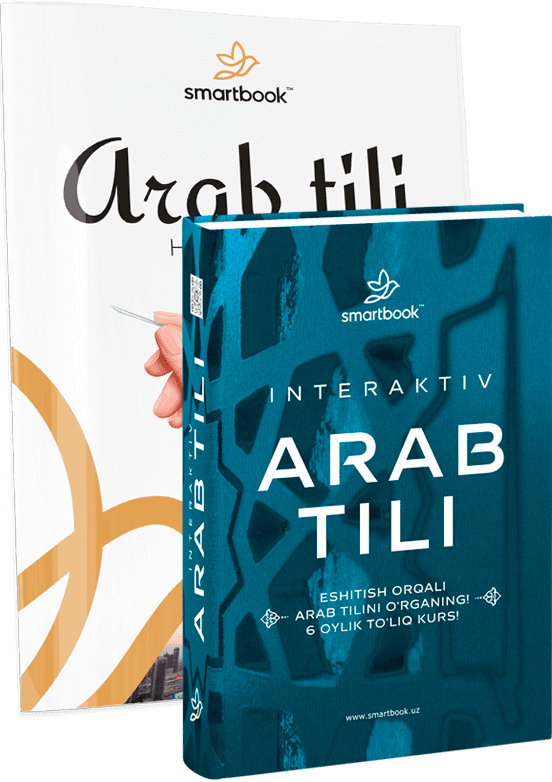 smartbook™
Arab tili
smartbook™
INTERAKTIV
ARAB
TILI
ESHITISH ORQALI
ARAB TILINI O'RGANING!
6 OYLIK TO'LIQ KURS!
www.smartbook.uz
INTERAKTIV
ARAB TILI